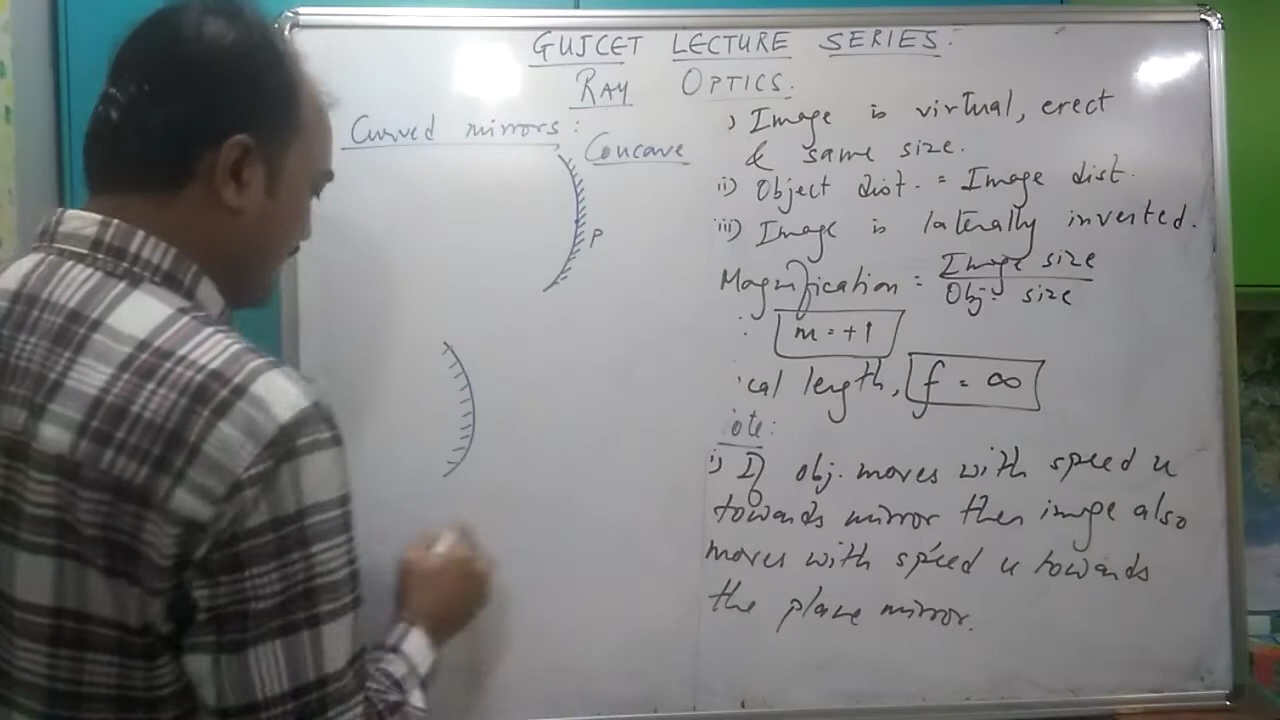 GUJCET LECTURE SERIES.
RAY OPTICS.
Curved mirrors:
Concave
P
i) Image is virtual, erect
& same size.
ii) Object dist. = Image dist.
iii) Image is laterally inverted.
Magnification = Image size
Obj. size
m = +1
cal length, f = ∞
ote:
i) If obj. moves with speed u
towards mirror then image also
moves with speed u towards
the plane mirror.